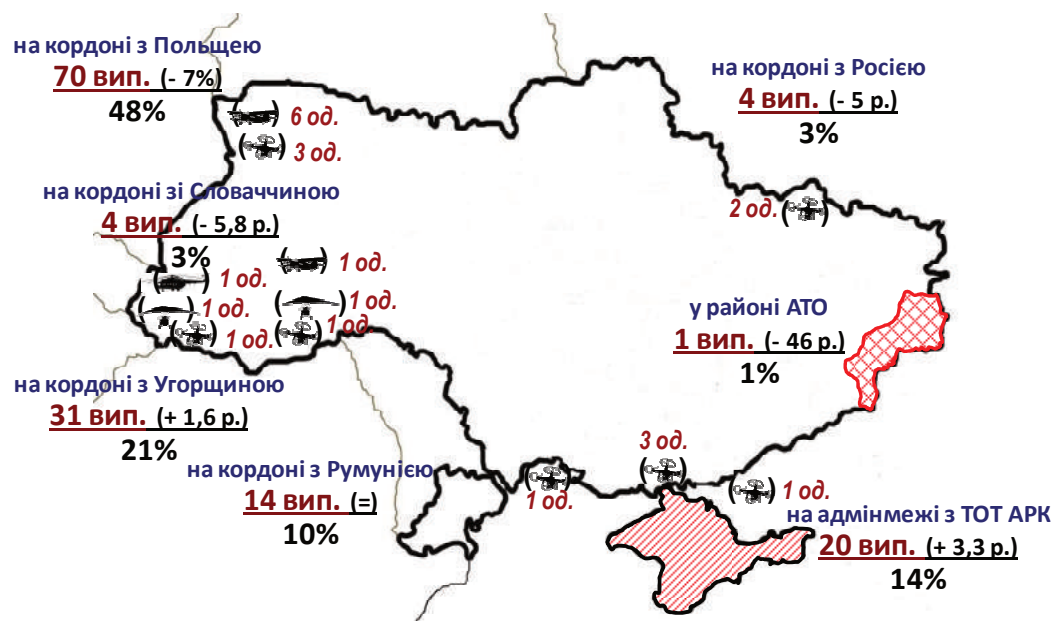 на кордоні з Польщею
70 вип. (- 7%)
48%
6 од.
3 од.
на кордоні з Росією
4 вип. (- 5 р.)
3%
2 од.
на кордоні зі Словаччиною
4 вип. (- 5,8 р.)
3%
1 од.
1 од.
1 од.
1 од.
1 од.
1 од.
у районі АТО
1 вип. (- 46 р.)
1%
на кордоні з Угорщиною
31 вип. (+ 1,6 р.)
21%
на кордоні з Румунією
14 вип. (=)
10%
1 од.
3 од.
1 од.
на адмінмежі з ТОТ АРК
20 вип. (+ 3,3 р.)
14%